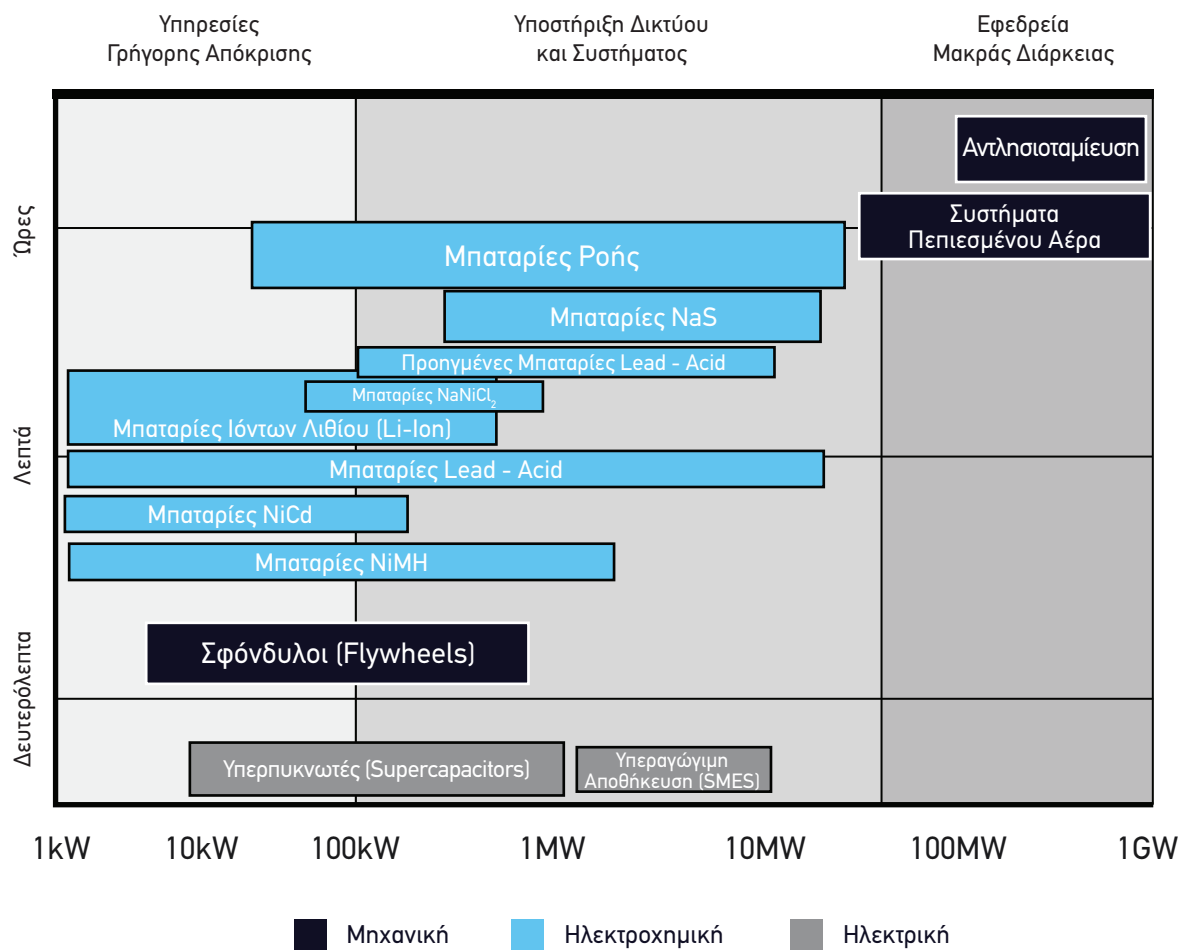 Υπηρεσίες
Γρήγορης Απόκρισης
Υποστήριξη Δικτύου
και Συστήματος
Εφεδρεία
Μακράς Διάρκειας
Ώρες
Λεπτά
Δευτερόλεπτα
Αντλησιοταμίευση
Συστήματα
Πεπιεσμένου Αέρα
Μπαταρίες Ροής
Μπαταρίες NaS
Προηγμένες Μπαταρίες Lead - Acid
Μπαταρίες NaNiCl₂
Μπαταρίες Ιόντων Λιθίου (Li-Ion)
Μπαταρίες Lead - Acid
Μπαταρίες NiCd
Μπαταρίες NiMH
Σφόνδυλοι (Flywheels)
Υπερπυκνωτές (Supercapacitors)
Υπεραγώγιμη
Αποθήκευση (SMES)
1kW 10kW 100kW 1MW 10MW 100MW 1GW
Μηχανική Ηλεκτροχημική Ηλεκτρική